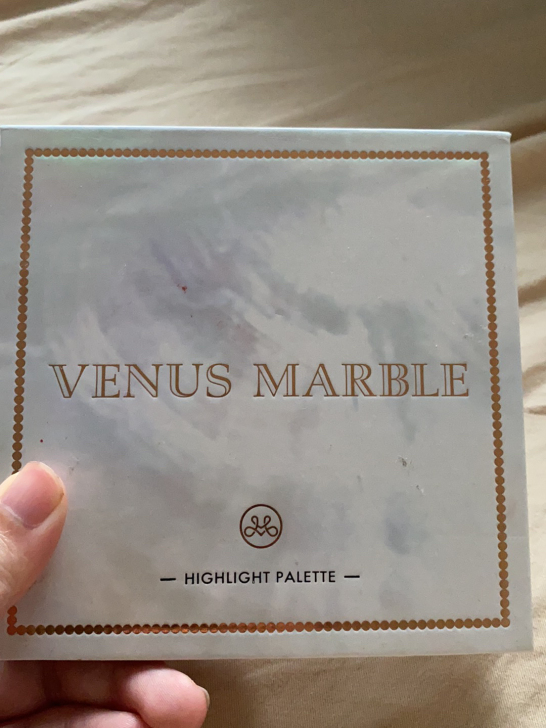 VENUS MARBLE
— HIGHLIGHT PALETTE —